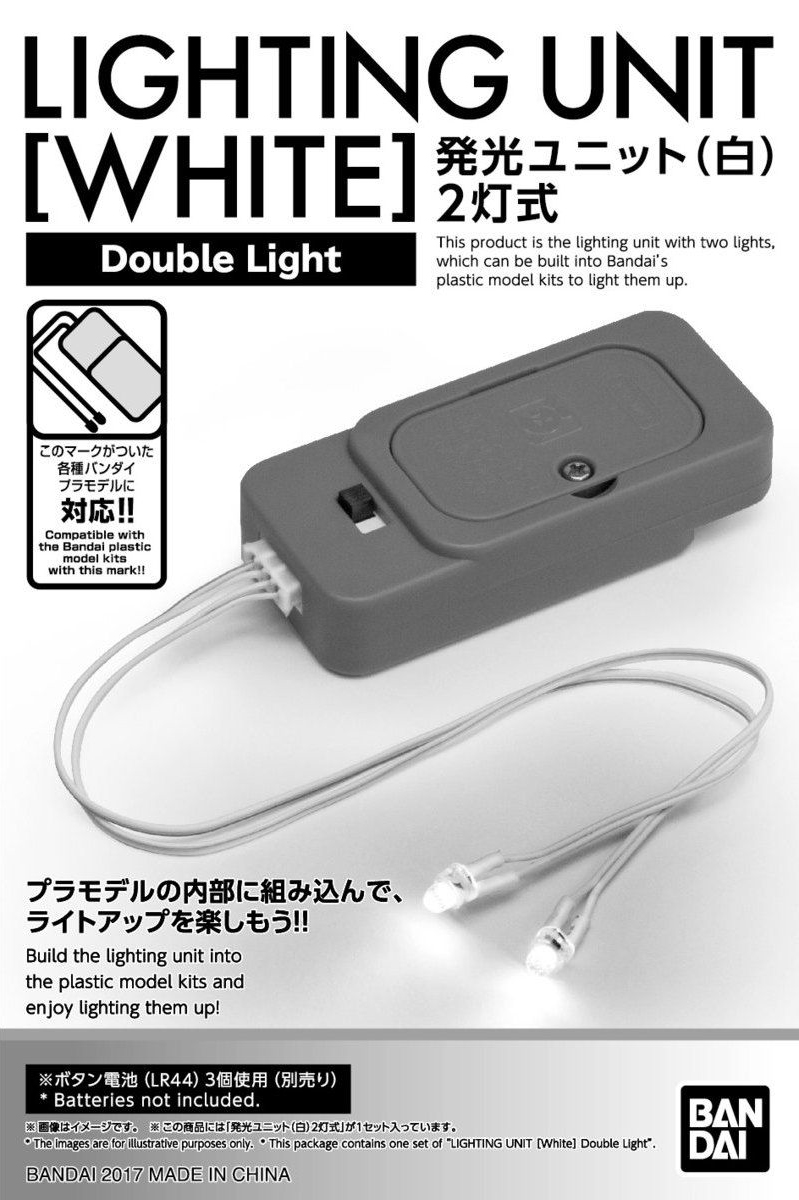 LIGHTING UNIT
[WHITE]
発光ユニット（白）
2灯式
Double Light
This product is the lighting unit with two lights,
which can be built into Bandai's
plastic model kits to light them up.
このマークがついた
各種バンダイ
プラモデルに
対応!!
Compatible with
the Bandai plastic
model kits
with this mark!!
プラモデルの内部に組み込んで、
ライトアップを楽しもう!!
Build the lighting unit into
the plastic model kits and
enjoy lighting them up!
※ボタン電池（LR44）3個使用（別売り）
* Batteries not included.
※画像はイメージです。 ※この商品には「発光ユニット（白）2灯式」が1セット入っています。
* The images are for illustrative purposes only. * This package contains one set of "LIGHTING UNIT [White] Double Light".
BANDAI 2017 MADE IN CHINA
BAN
DAI